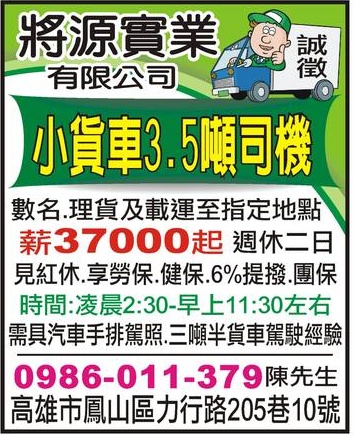 將源實業
有限公司
誠徵
小貨車3.5噸司機
數名.理貨及載運至指定地點
薪37000起 週休二日
見紅休.享勞保.健保.6%提撥.團保
時間:凌晨2:30-早上11:30左右
需具汽車手排駕照.三噸半貨車駕駛經驗
0986-011-379陳先生
高雄市鳳山區力行路205巷10號